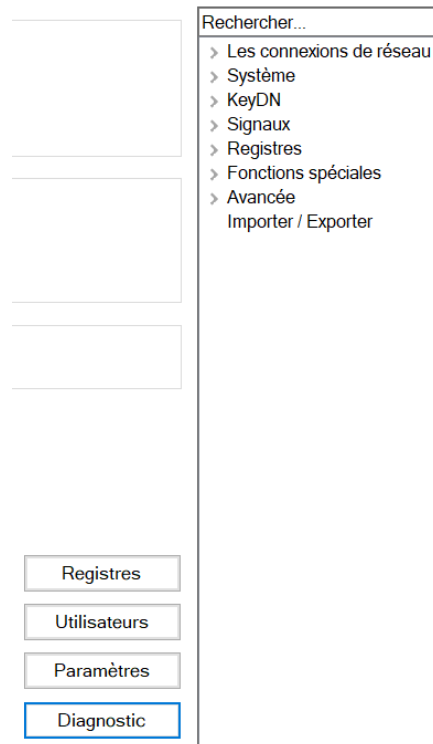 Rechercher...
Les connexions de réseau
Système
KeyDN
Signaux
Registres
Fonctions spéciales
Avancée
Importer / Exporter
Registres
Utilisateurs
Paramètres
Diagnostic